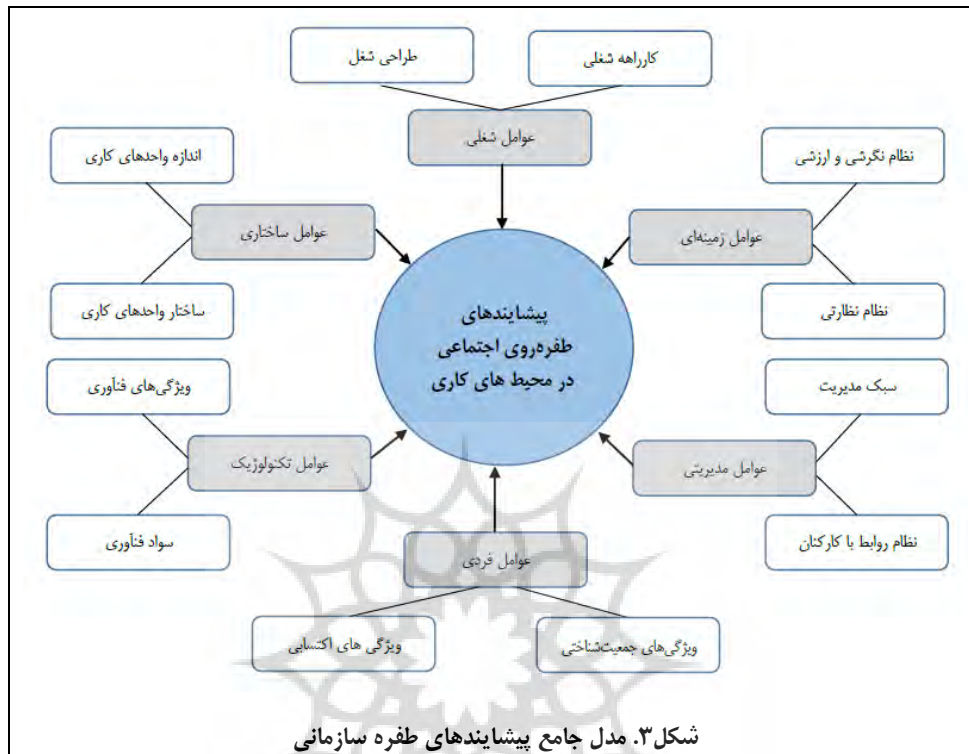 کارراهه شغلی
طراحی شغل
عوامل شغلی
نظام نگرشی و ارزشی
اندازه واحدهای کاری
عوامل زمینه‌ای
عوامل ساختاری
نظام نظارتی
ساختار واحدهای کاری
پیشایندهای
طفره‌روی اجتماعی
در محیط های کاری
سبک مدیریت
ویژگی‌های فنآوری
عوامل مدیریتی
عوامل تکنولوژیک
نظام روابط با کارکنان
سواد فنآوری
عوامل فردی
ویژگی‌های جمعیت‌شناختی
ویژگی های اکتسابی
شکل۳. مدل جامع پیشایندهای طفره سازمانی